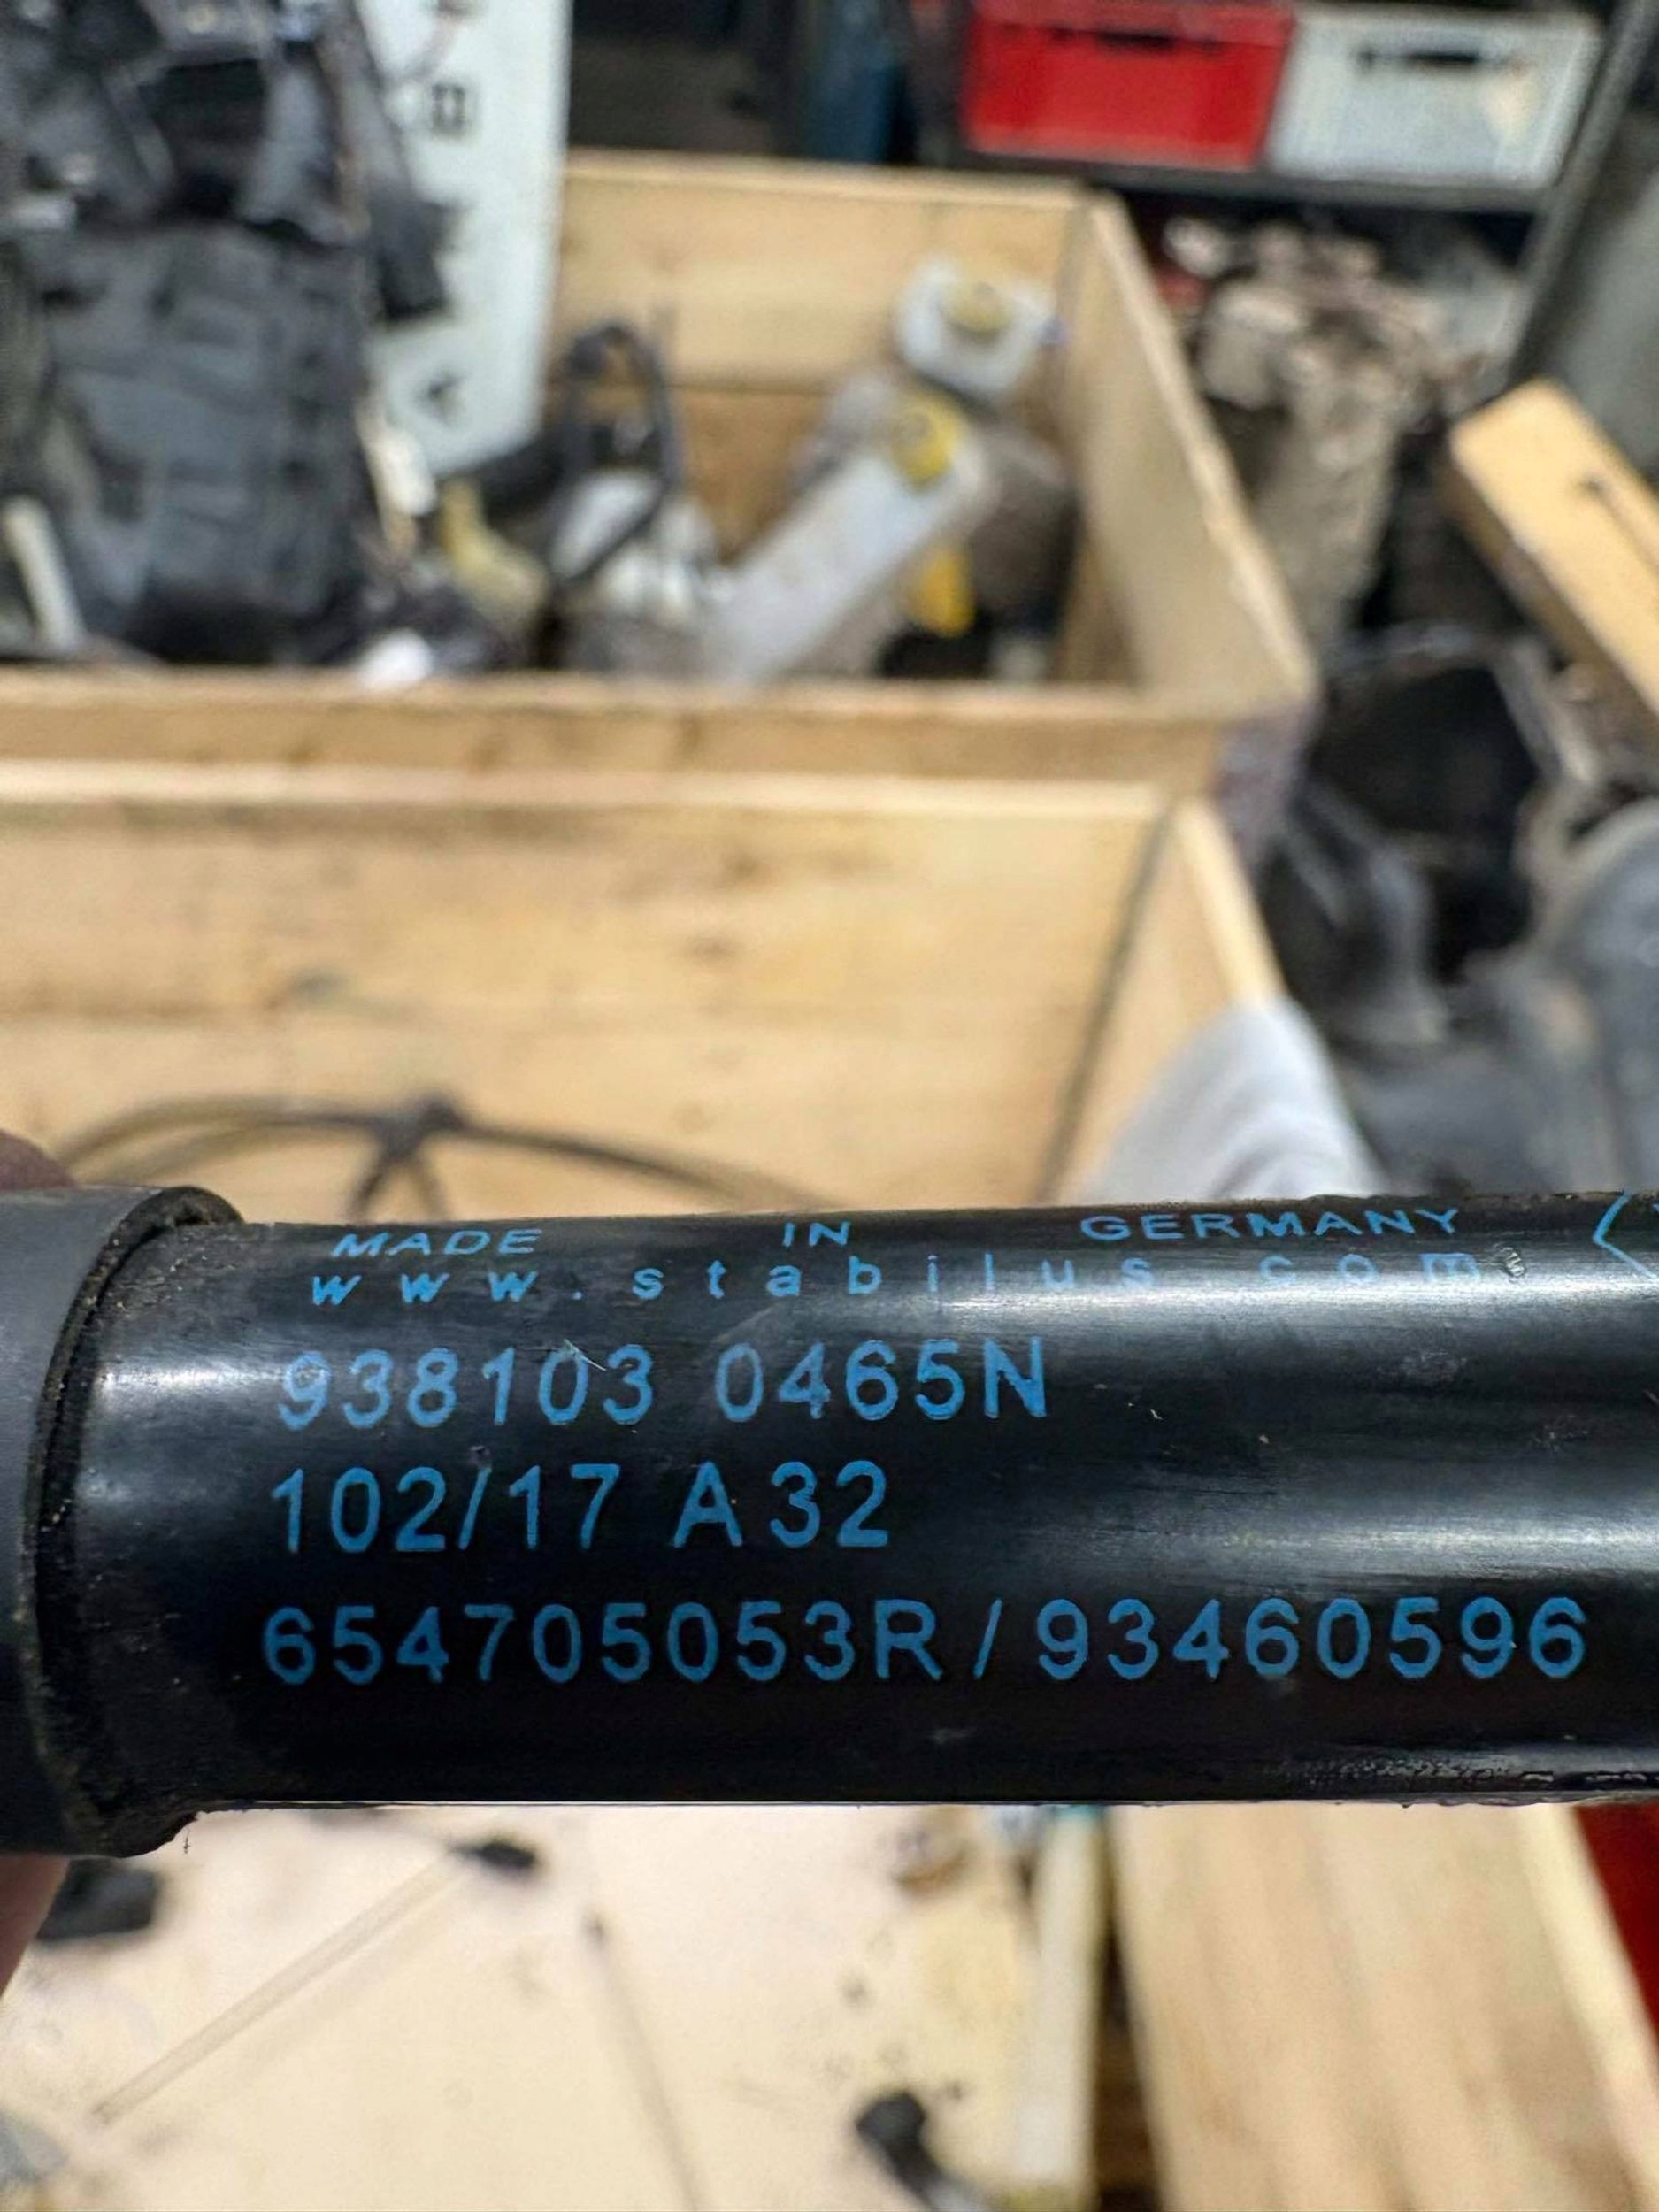 MADE IN GERMANY
www.stabilus.com
938103 0465N
102/17 A32
654705053R/93460596